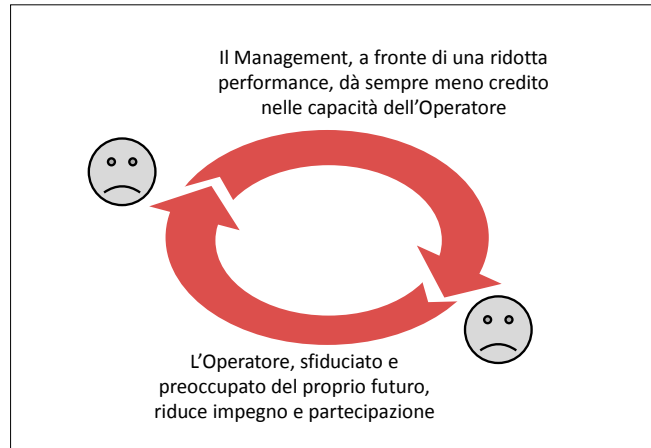 Il Management, a fronte di una ridotta
performance, dà sempre meno credito
nelle capacità dell’Operatore
L’Operatore, sfiduciato e
preoccupato del proprio futuro,
riduce impegno e partecipazione